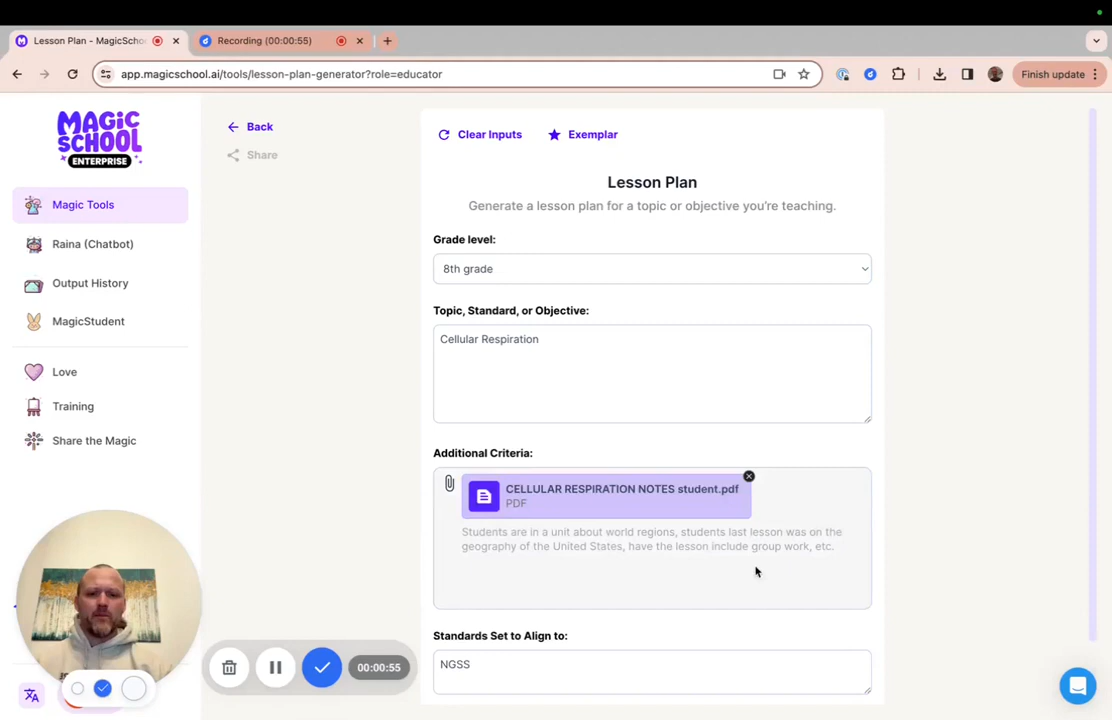 Lesson Plan - MagicSchoo
Recording (00:00:55)
app.magicschool.ai/tools/lesson-plan-generator?role=educator
Finish update
MAGIC
SCHOOL
ENTERPRISE
Magic Tools
Raina (Chatbot)
Output History
MagicStudent
Love
Training
Share the Magic
Back
Share
Clear Inputs
Exemplar
Lesson Plan
Generate a lesson plan for a topic or objective you're teaching.
Grade level:
8th grade
Topic, Standard, or Objective:
Cellular Respiration
Additional Criteria:
CELLULAR RESPIRATION NOTES student.pdf
PDF
Students are in a unit about world regions, students last lesson was on the
geography of the United States, have the lesson include group work, etc.
Standards Set to Align to:
NGSS
00:00:55